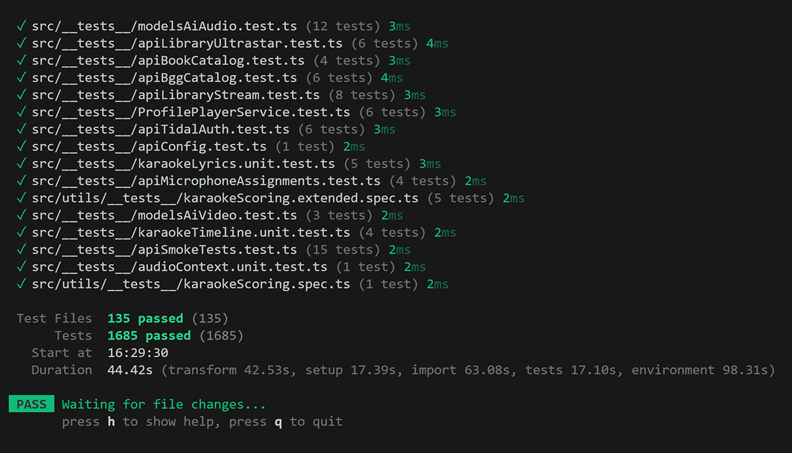 ✓ src/__tests__/modelsAiAudio.test.ts (12 tests) 3ms
✓ src/__tests__/apiLibraryUltrastar.test.ts (6 tests) 4ms
✓ src/__tests__/apiBookCatalog.test.ts (4 tests) 3ms
✓ src/__tests__/apiBggCatalog.test.ts (6 tests) 4ms
✓ src/__tests__/apiLibraryStream.test.ts (8 tests) 3ms
✓ src/__tests__/ProfilePlayerService.test.ts (6 tests) 3ms
✓ src/__tests__/apiTidalAuth.test.ts (6 tests) 3ms
✓ src/__tests__/apiConfig.test.ts (1 test) 2ms
✓ src/__tests__/karaokeLyrics.unit.test.ts (5 tests) 3ms
✓ src/__tests__/apiMicrophoneAssignments.test.ts (4 tests) 2ms
✓ src/utils/__tests__/karaokeScoring.extended.spec.ts (5 tests) 2ms
✓ src/__tests__/modelsAiVideo.test.ts (3 tests) 2ms
✓ src/__tests__/karaokeTimeline.unit.test.ts (4 tests) 2ms
✓ src/__tests__/apiSmokeTests.test.ts (15 tests) 2ms
✓ src/__tests__/audioContext.unit.test.ts (1 test) 2ms
✓ src/utils/__tests__/karaokeScoring.spec.ts (1 test) 2ms
Test Files 135 passed (135)
Tests 1685 passed (1685)
Start at 16:29:30
Duration 44.42s (transform 42.53s, setup 17.39s, import 63.08s, tests 17.10s, environment 98.31s)
PASS Waiting for file changes...
press h to show help, press q to quit